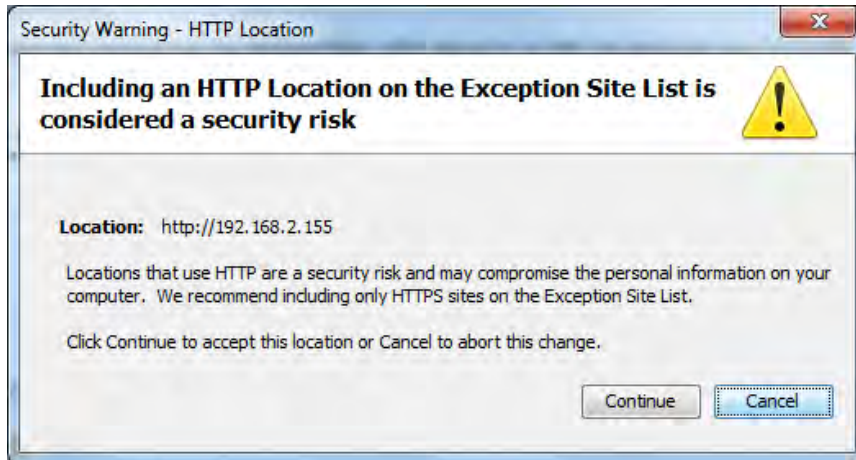 Security Warning - HTTP Location
Including an HTTP Location on the Exception Site List is
considered a security risk
Location: http://192.168.2.155
Locations that use HTTP are a security risk and may compromise the personal information on your
computer. We recommend including only HTTPS sites on the Exception Site List.
Click Continue to accept this location or Cancel to abort this change.
Continue Cancel